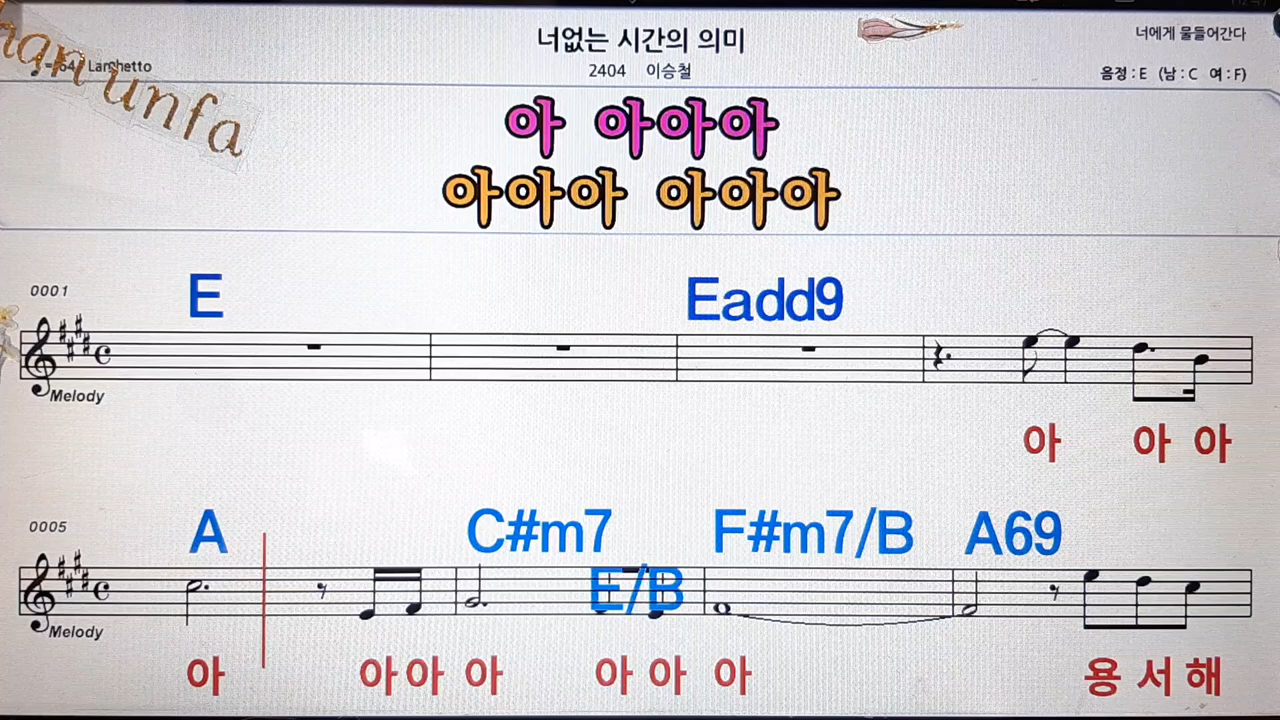 너없는 시간의 의미
너에게 물들어간다
2404 이승철
음정 : E (남 : C 여 : F)
Larghetto
han unfa
아 아아아
아아아 아아아
0001
E Eadd9
Melody
아 아 아
0005
A C#m7 F#m7/B A69
E/B
Melody
아 아아 아 아 아 아 용 서 해